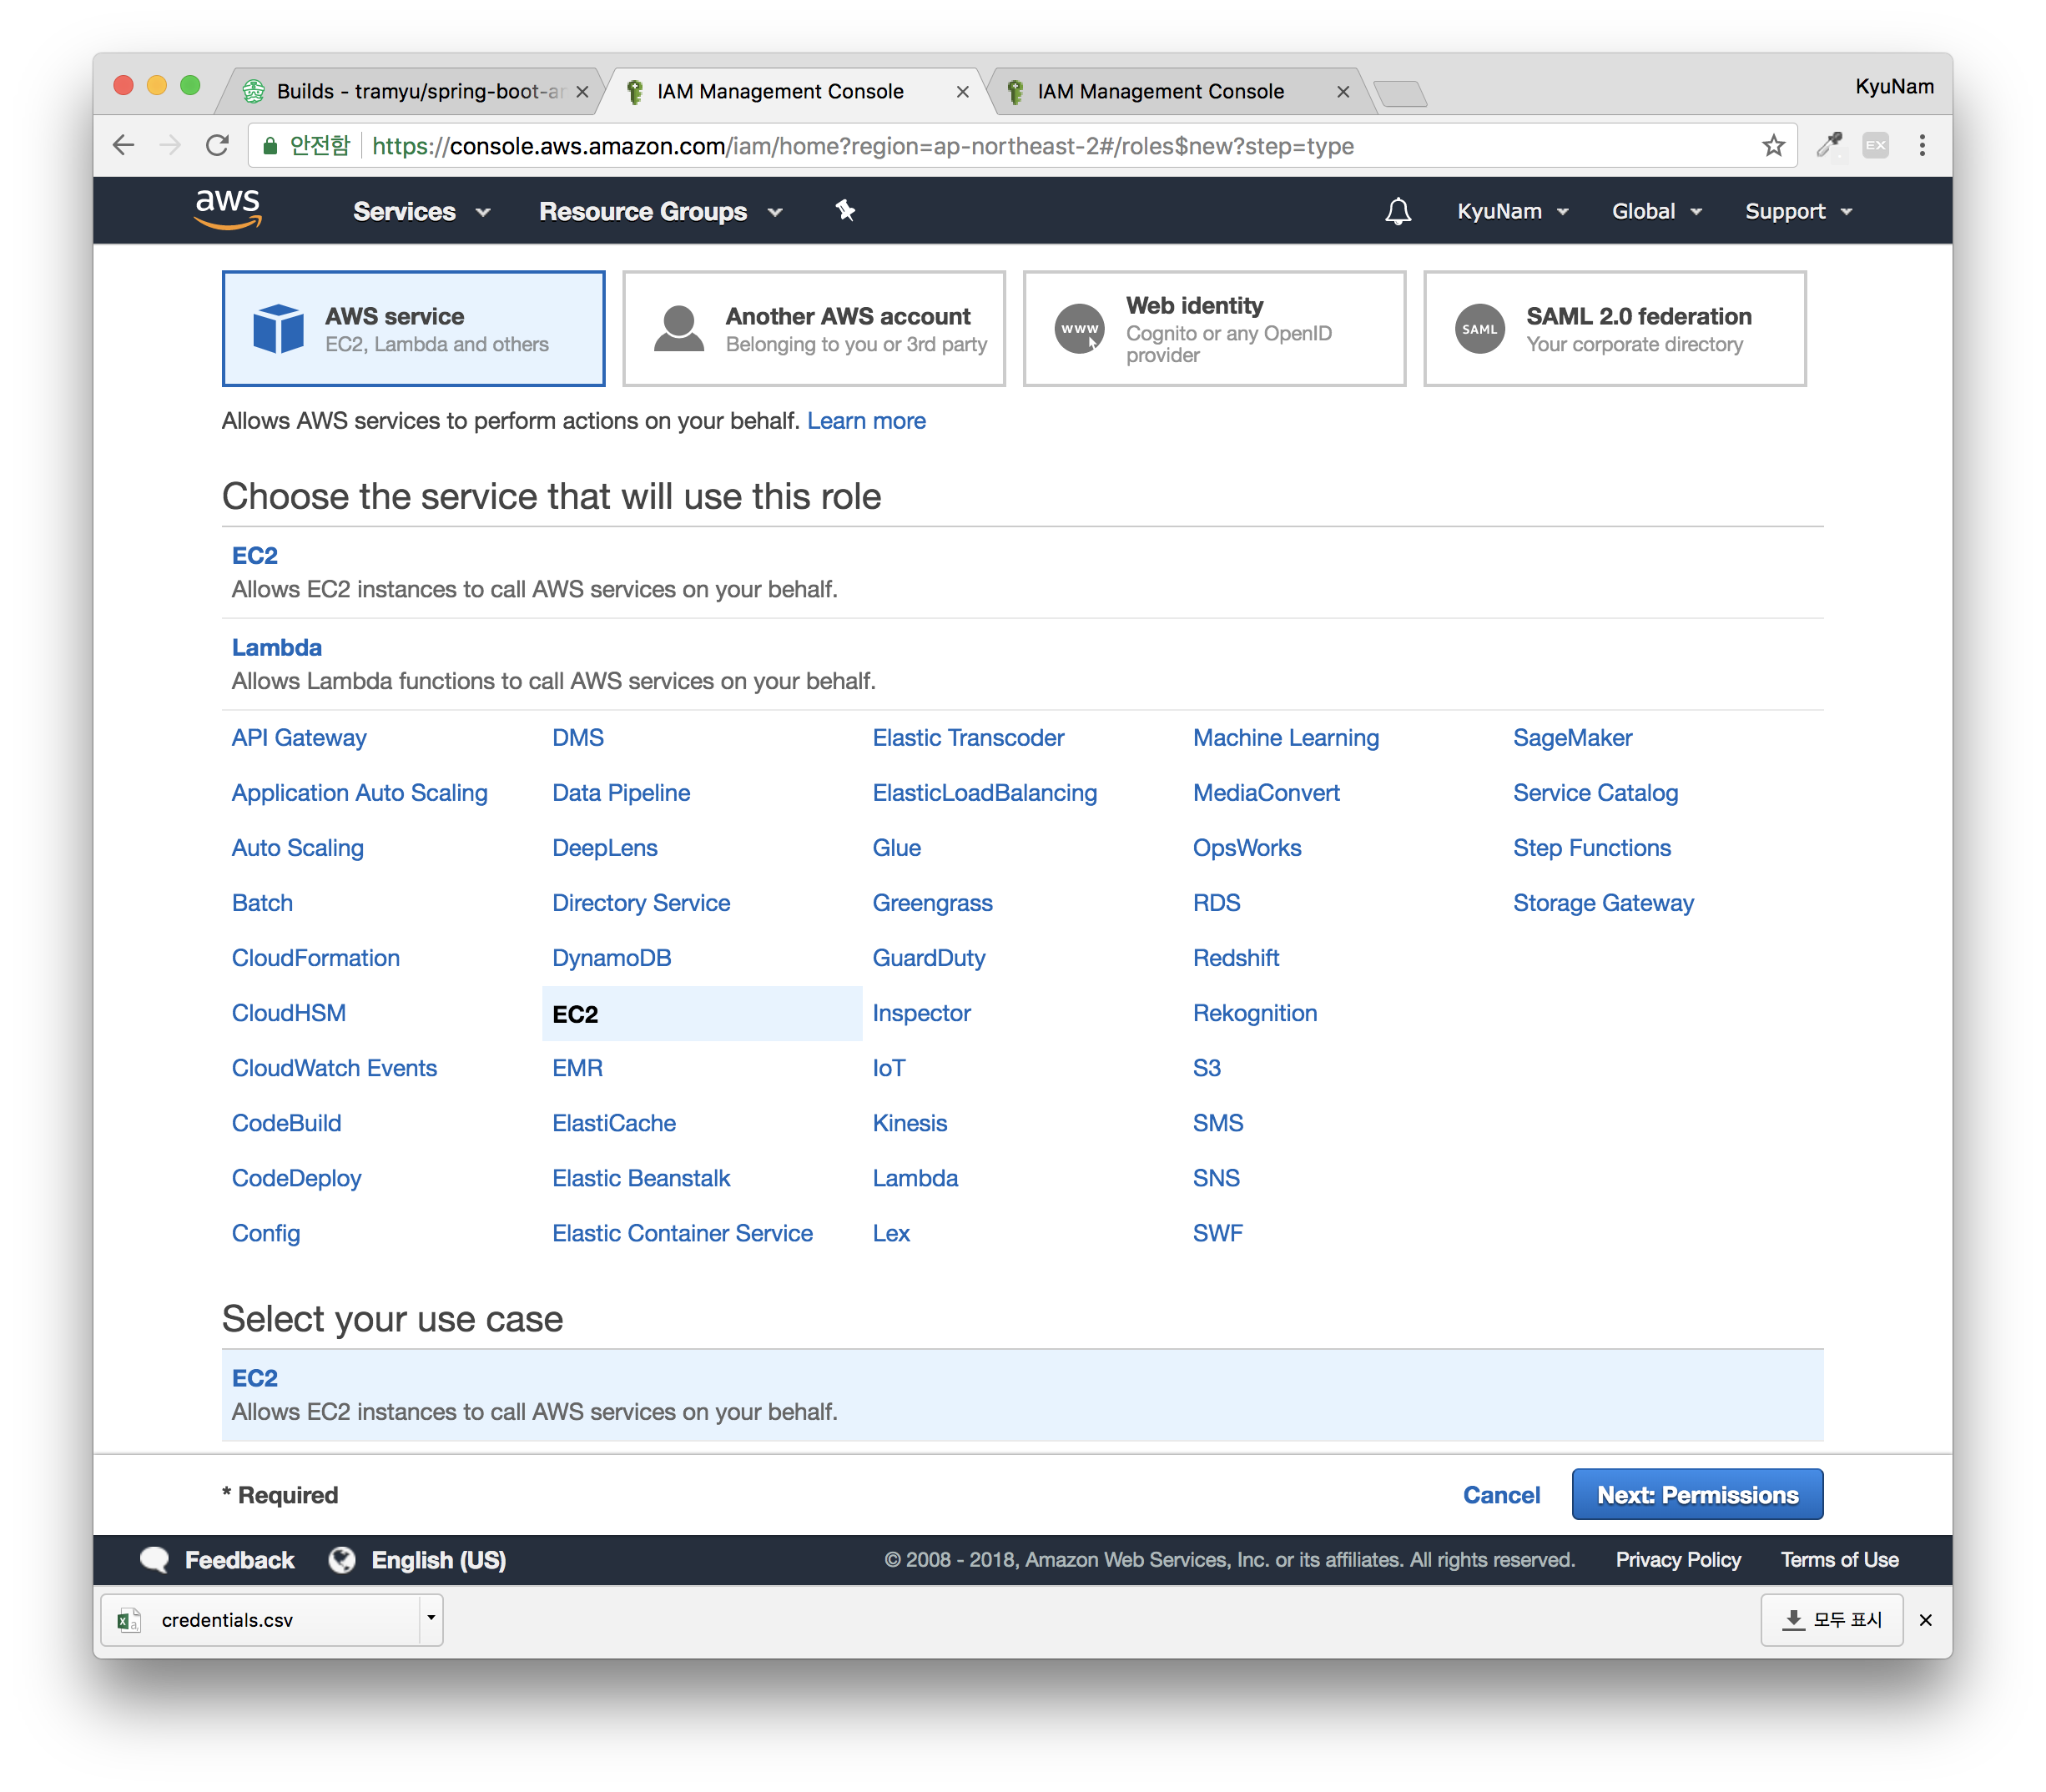 Builds - tramyu/spring-boot-ar
IAM Management Console
IAM Management Console
KyuNam
안전함
https://console.aws.amazon.com/iam/home?region=ap-northeast-2#/roles$new?step=type
EX
aws
Services
Resource Groups
KyuNam
Global
Support
AWS service
EC2, Lambda and others
Another AWS account
Belonging to you or 3rd party
www
Web identity
Cognito or any OpenID
provider
SAML
SAML 2.0 federation
Your corporate directory
Allows AWS services to perform actions on your behalf. Learn more
Choose the service that will use this role
EC2
Allows EC2 instances to call AWS services on your behalf.
Lambda
Allows Lambda functions to call AWS services on your behalf.
API Gateway
DMS
Elastic Transcoder
Machine Learning
SageMaker
Application Auto Scaling
Data Pipeline
ElasticLoadBalancing
MediaConvert
Service Catalog
Auto Scaling
DeepLens
Glue
OpsWorks
Step Functions
Batch
Directory Service
Greengrass
RDS
Storage Gateway
CloudFormation
DynamoDB
GuardDuty
Redshift
CloudHSM
EC2
Inspector
Rekognition
CloudWatch Events
EMR
IoT
S3
CodeBuild
ElastiCache
Kinesis
SMS
CodeDeploy
Elastic Beanstalk
Lambda
SNS
Config
Elastic Container Service
Lex
SWF
Select your use case
EC2
Allows EC2 instances to call AWS services on your behalf.
* Required
Cancel
Next: Permissions
Feedback
English (US)
© 2008 - 2018, Amazon Web Services, Inc. or its affiliates. All rights reserved.
Privacy Policy
Terms of Use
credentials.csv
모두 표시